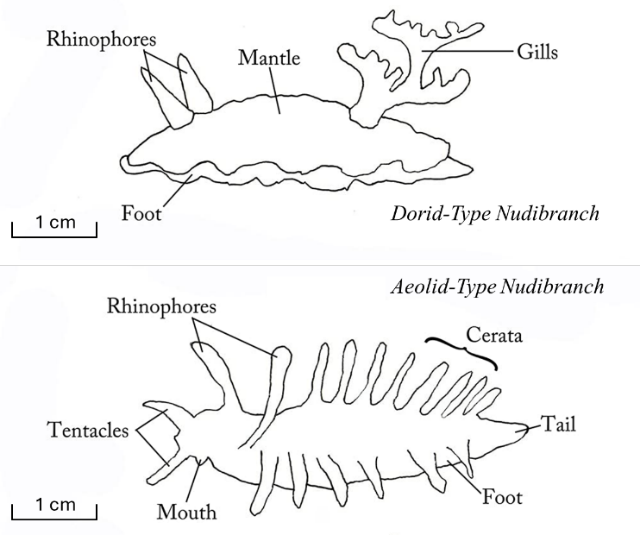 Rhinophores
Mantle
Gills
Foot
1 cm
Dorid-Type Nudibranch
Aeolid-Type Nudibranch
Rhinophores
Cerata
Tentacles
Tail
Mouth
Foot
1 cm